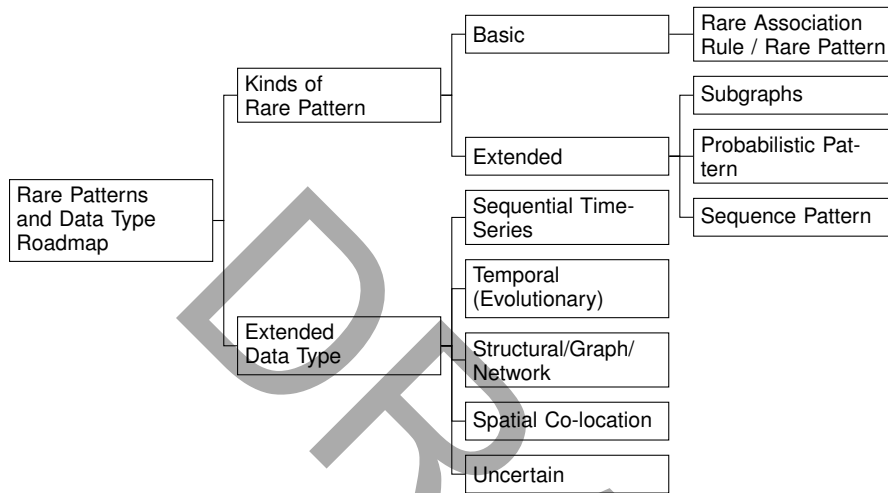 Rare Patterns
and Data Type
Roadmap
Kinds of
Rare Pattern
Basic
Rare Association
Rule / Rare Pattern
Extended
Subgraphs
Probabilistic Pat-
tern
Sequence Pattern
Extended
Data Type
Sequential Time-
Series
Temporal
(Evolutionary)
Structural/Graph/
Network
Spatial Co-location
Uncertain
DR